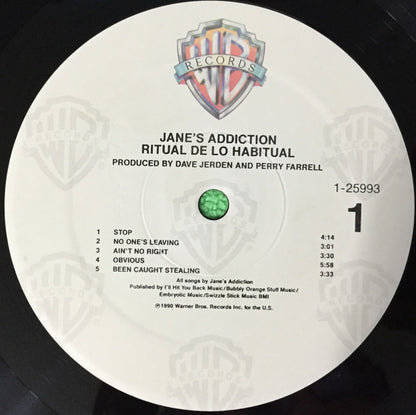 WB
RECORDS
JANE'S ADDICTION
RITUAL DE LO HABITUAL
PRODUCED BY DAVE JERDEN AND PERRY FARRELL
1-25993
1
1 STOP 4:14
2 NO ONE'S LEAVING 3:01
3 AIN'T NO RIGHT 3:30
4 OBVIOUS 5:58
5 BEEN CAUGHT STEALING 3:33
All songs by Jane's Addiction
Published by I'll Hit You Back Music/Bubbly Orange Stuff Music/
Embryotic Music/Swizzle Stick Music BMI
℗©1990 Warner Bros. Records Inc. for the U.S.